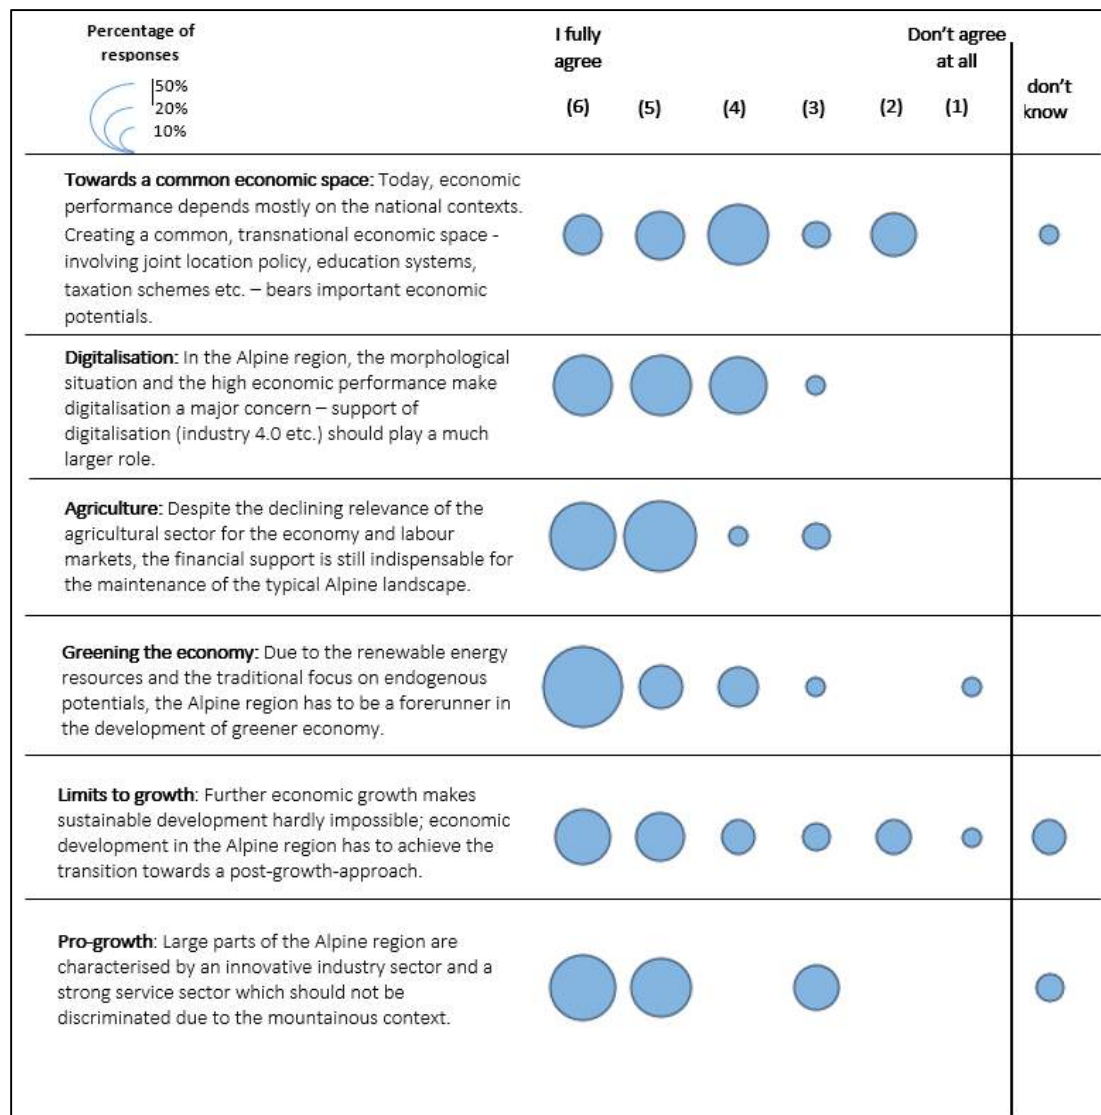 Percentage of
responses
50%
20%
10%
I fully
agree
Don't agree
at all
(6)
(5)
(4)
(3)
(2)
(1)
don't
know
Towards a common economic space: Today, economic
performance depends mostly on the national contexts.
Creating a common, transnational economic space -
involving joint location policy, education systems,
taxation schemes etc. – bears important economic
potentials.
Digitalisation: In the Alpine region, the morphological
situation and the high economic performance make
digitalisation a major concern – support of
digitalisation (industry 4.0 etc.) should play a much
larger role.
Agriculture: Despite the declining relevance of the
agricultural sector for the economy and labour
markets, the financial support is still indispensable for
the maintenance of the typical Alpine landscape.
Greening the economy: Due to the renewable energy
resources and the traditional focus on endogenous
potentials, the Alpine region has to be a forerunner in
the development of greener economy.
Limits to growth: Further economic growth makes
sustainable development hardly impossible; economic
development in the Alpine region has to achieve the
transition towards a post-growth-approach.
Pro-growth: Large parts of the Alpine region are
characterised by an innovative industry sector and a
strong service sector which should not be
discriminated due to the mountainous context.